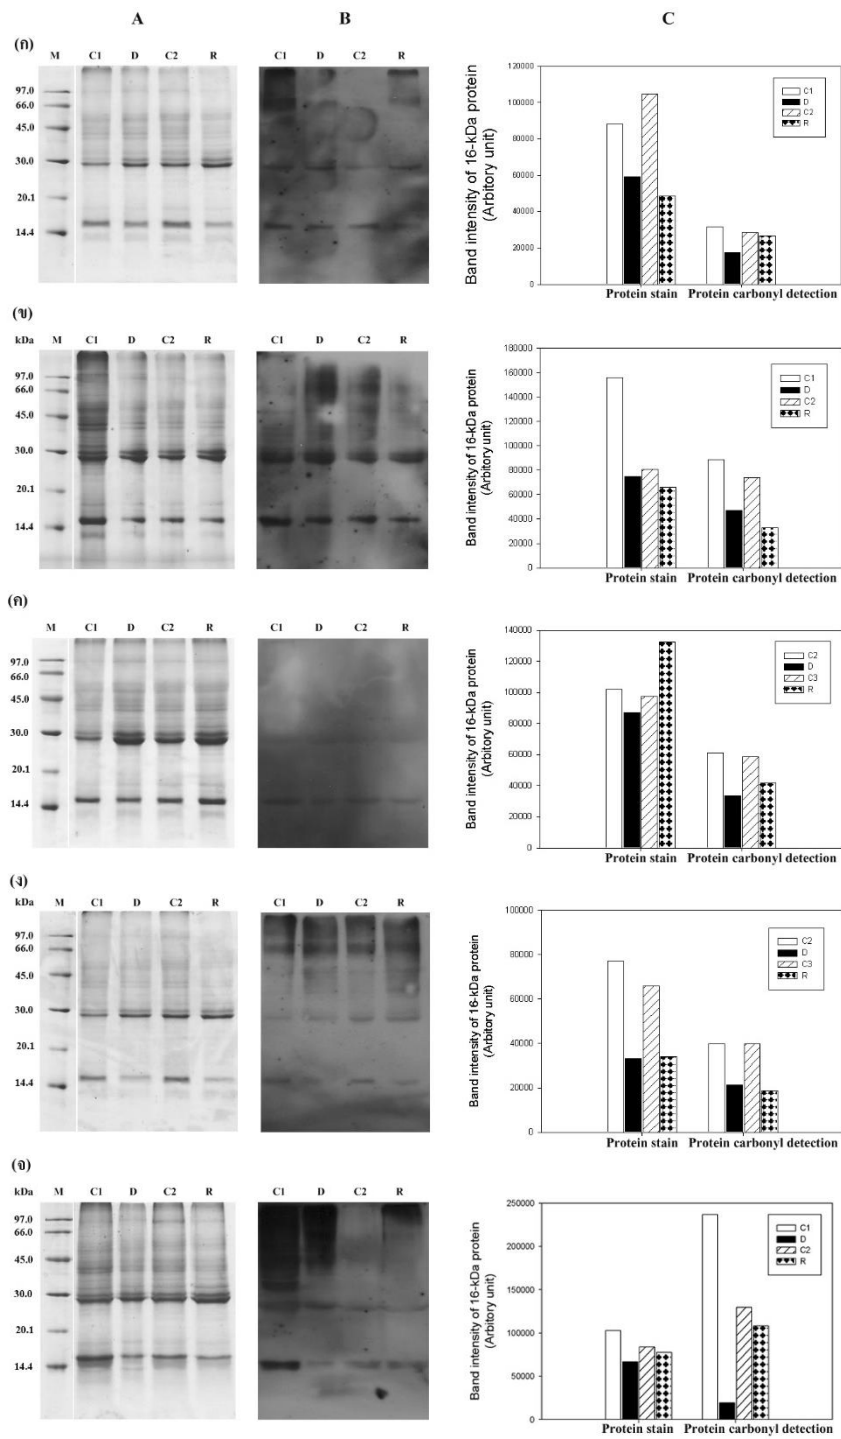 A B C
(ก)
M C1 D C2 R
C1 D C2 R
97.0
66.0
45.0
30.0
20.1
14.4
Band intensity of 16-kDa protein
(Arbitory unit)
120000
100000
80000
60000
40000
20000
0
C1
D
C2
R
Protein stain Protein carbonyl detection
(ข)
kDa M C1 D C2 R
C1 D C2 R
97.0
66.0
45.0
30.0
20.1
14.4
Band intensity of 16-kDa protein
(Arbitory unit)
180000
160000
140000
120000
100000
80000
60000
40000
20000
0
C1
D
C2
R
Protein stain Protein carbonyl detection
(ค)
M C1 D C2 R
C1 D C2 R
97.0
66.0
45.0
30.0
20.1
14.4
Band intensity of 16-kDa protein
(Arbitory unit)
140000
120000
100000
80000
60000
40000
20000
0
C2
D
C3
R
Protein stain Protein carbonyl detection
(ง)
kDa M C1 D C2 R
C1 D C2 R
97.0
66.0
45.0
30.0
20.1
14.4
Band intensity of 16-kDa protein
(Arbitory unit)
100000
80000
60000
40000
20000
0
C2
D
C3
R
Protein stain Protein carbonyl detection
(จ)
kDa M C1 D C2 R
C1 D C2 R
97.0
66.0
45.0
30.0
20.1
14.4
Band intensity of 16-kDa protein
(Arbitory unit)
250000
200000
150000
100000
50000
0
C1
D
C2
R
Protein stain Protein carbonyl detection